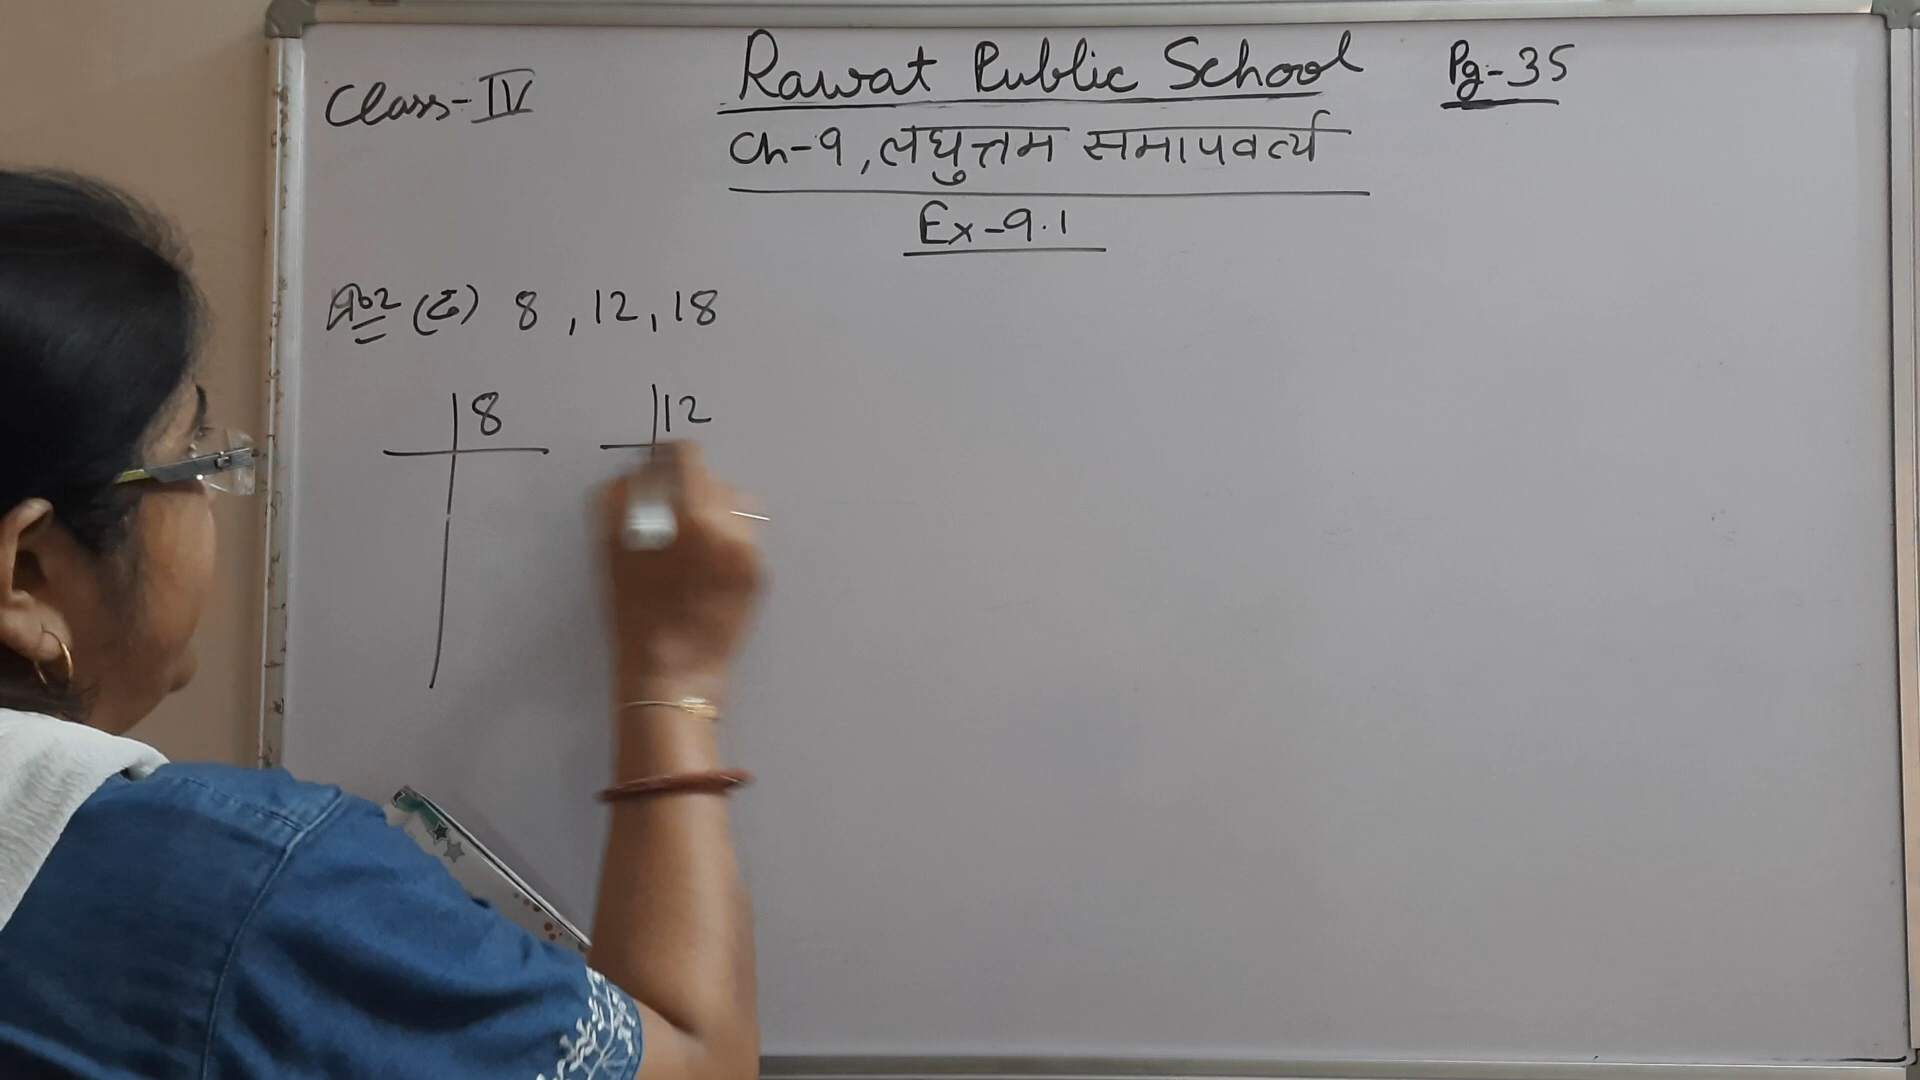 Class-IV
Rawat Public School
Pg-35
Ch-9, लघुत्तम समापवर्त्य
Ex-9.1
प्र०2 (द) 8, 12, 18
8
12